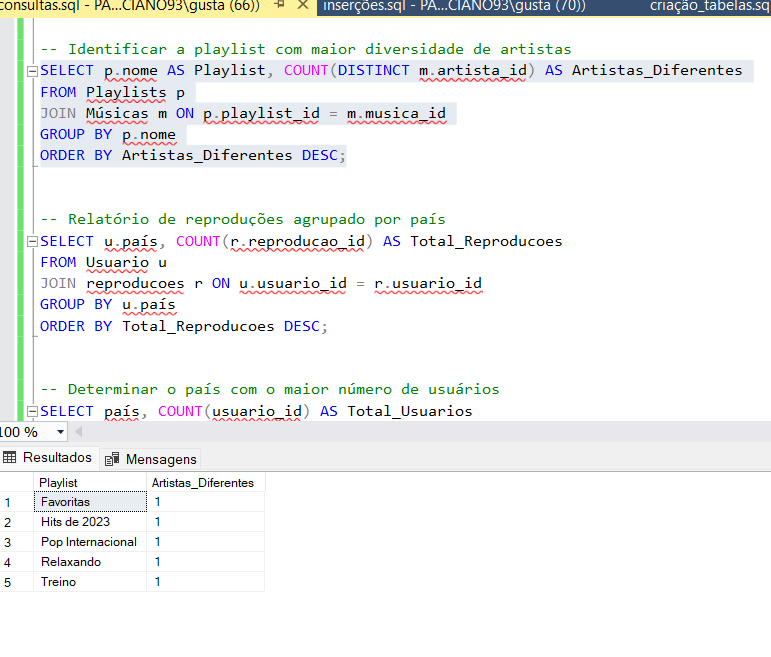 consultas.sql - PA...CIANO93\gusta (66))
inserções.sql - PA...CIANO93\gusta (70))
criação_tabelas.sq
-- Identificar a playlist com maior diversidade de artistas
SELECT p.nome AS Playlist, COUNT(DISTINCT m.artista_id) AS Artistas_Diferentes
FROM Playlists p
JOIN Músicas m ON p.playlist_id = m.musica_id
GROUP BY p.nome
ORDER BY Artistas_Diferentes DESC;
-- Relatório de reproduções agrupado por país
SELECT u.país, COUNT(r.reproducao_id) AS Total_Reproducoes
FROM Usuario u
JOIN reproducoes r ON u.usuario_id = r.usuario_id
GROUP BY u.país
ORDER BY Total_Reproducoes DESC;
-- Determinar o país com o maior número de usuários
SELECT país, COUNT(usuario_id) AS Total_Usuarios
100 %
Resultados Mensagens
Playlist Artistas_Diferentes
1 Favoritas 1
2 Hits de 2023 1
3 Pop Internacional 1
4 Relaxando 1
5 Treino 1